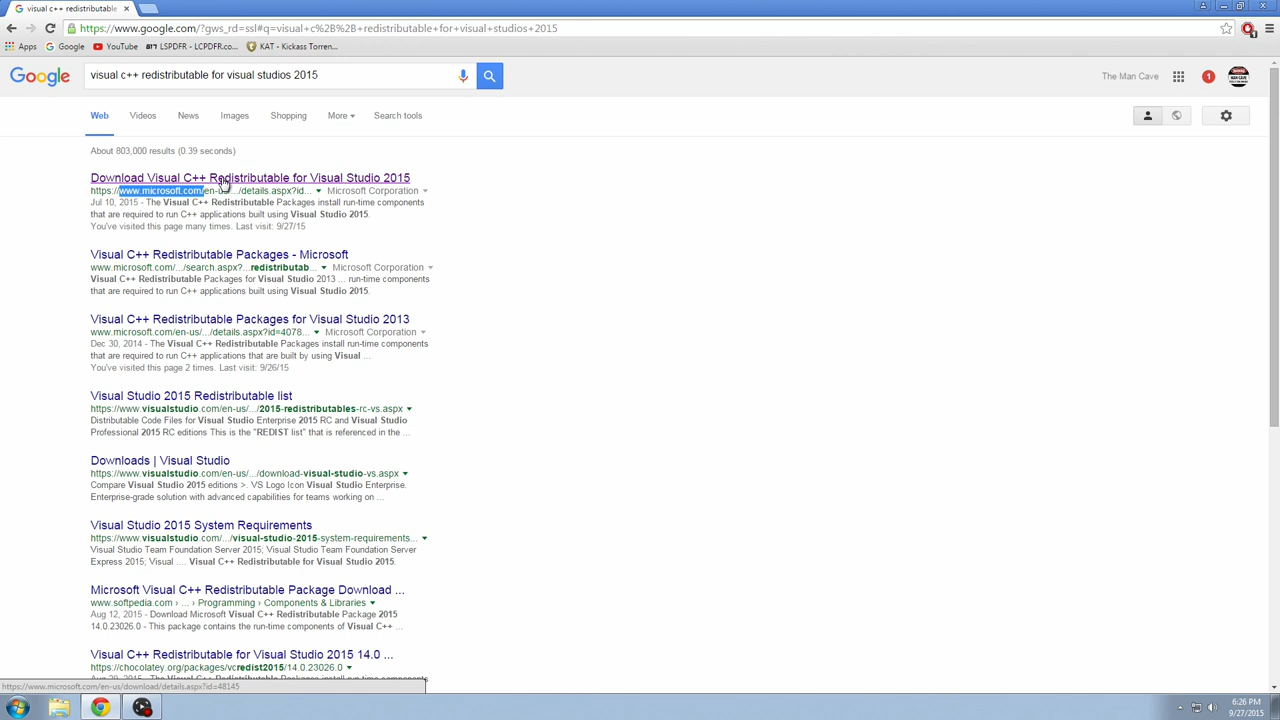 visual c++ redistributable
https://www.google.com/?gws_rd=ssl#q=visual+c%2B%2B+redistributable+for+visual+studios+2015
Apps Google YouTube LSPDFR - LCPDFR.co... KAT - Kickass Torren...
Google visual c++ redistributable for visual studios 2015 The Man Cave 1
Web Videos News Images Shopping More Search tools
About 803,000 results (0.39 seconds)
Download Visual C++ Redistributable for Visual Studio 2015
https://www.microsoft.com/en-us/.../details.aspx?id... Microsoft Corporation
Jul 10, 2015 - The Visual C++ Redistributable Packages install run-time components
that are required to run C++ applications built using Visual Studio 2015.
You've visited this page many times. Last visit: 9/27/15
Visual C++ Redistributable Packages - Microsoft
www.microsoft.com/.../search.aspx?...redistributab... Microsoft Corporation
Visual C++ Redistributable Packages for Visual Studio 2013 ... run-time components
that are required to run C++ applications built using Visual Studio 2015.
Visual C++ Redistributable Packages for Visual Studio 2013
www.microsoft.com/en-us/.../details.aspx?id=4078... Microsoft Corporation
Dec 30, 2014 - The Visual C++ Redistributable Packages install run-time components
that are required to run C++ applications that are built by using Visual ...
You've visited this page 2 times. Last visit: 9/26/15
Visual Studio 2015 Redistributable list
https://www.visualstudio.com/en-us/.../2015-redistributables-rc-vs.aspx
Distributable Code Files for Visual Studio Enterprise 2015 RC and Visual Studio
Professional 2015 RC editions This is the "REDIST list" that is referenced in the ...
Downloads | Visual Studio
https://www.visualstudio.com/en-us/.../download-visual-studio-vs.aspx
Compare Visual Studio 2015 editions >. VS Logo Icon Visual Studio Enterprise.
Enterprise-grade solution with advanced capabilities for teams working on ...
Visual Studio 2015 System Requirements
https://www.visualstudio.com/.../visual-studio-2015-system-requirements...
Visual Studio Team Foundation Server 2015; Visual Studio Team Foundation Server
Express 2015; Visual .... Visual C++ Redistributable for Visual Studio 2015.
Microsoft Visual C++ Redistributable Package Download ...
www.softpedia.com › ... › Programming › Components & Libraries
Aug 12, 2015 - Download Microsoft Visual C++ Redistributable Package 2015
14.0.23026.0 - This package contains the run-time components of Visual C++ ...
Visual C++ Redistributable for Visual Studio 2015 14.0 ...
https://chocolatey.org/packages/vcredist2015/14.0.23026.0
https://www.microsoft.com/en-us/download/details.aspx?id=48145
6:26 PM
9/27/2015